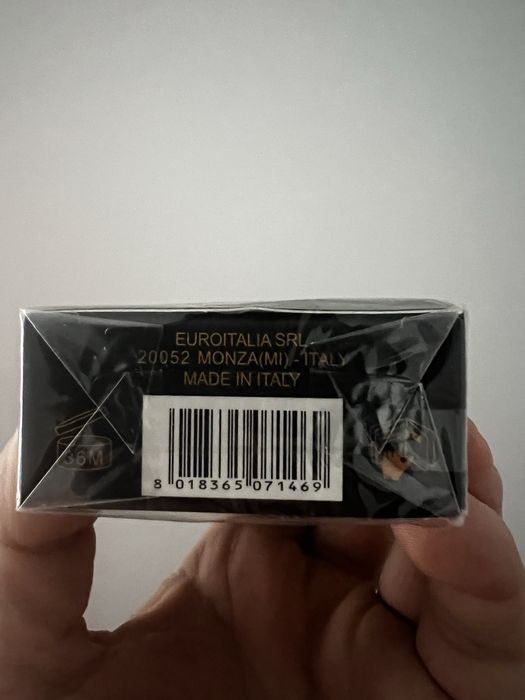 EUROITALIA SRL
20052 MONZA(MI) - ITALY
MADE IN ITALY
36M
8 018365 071469